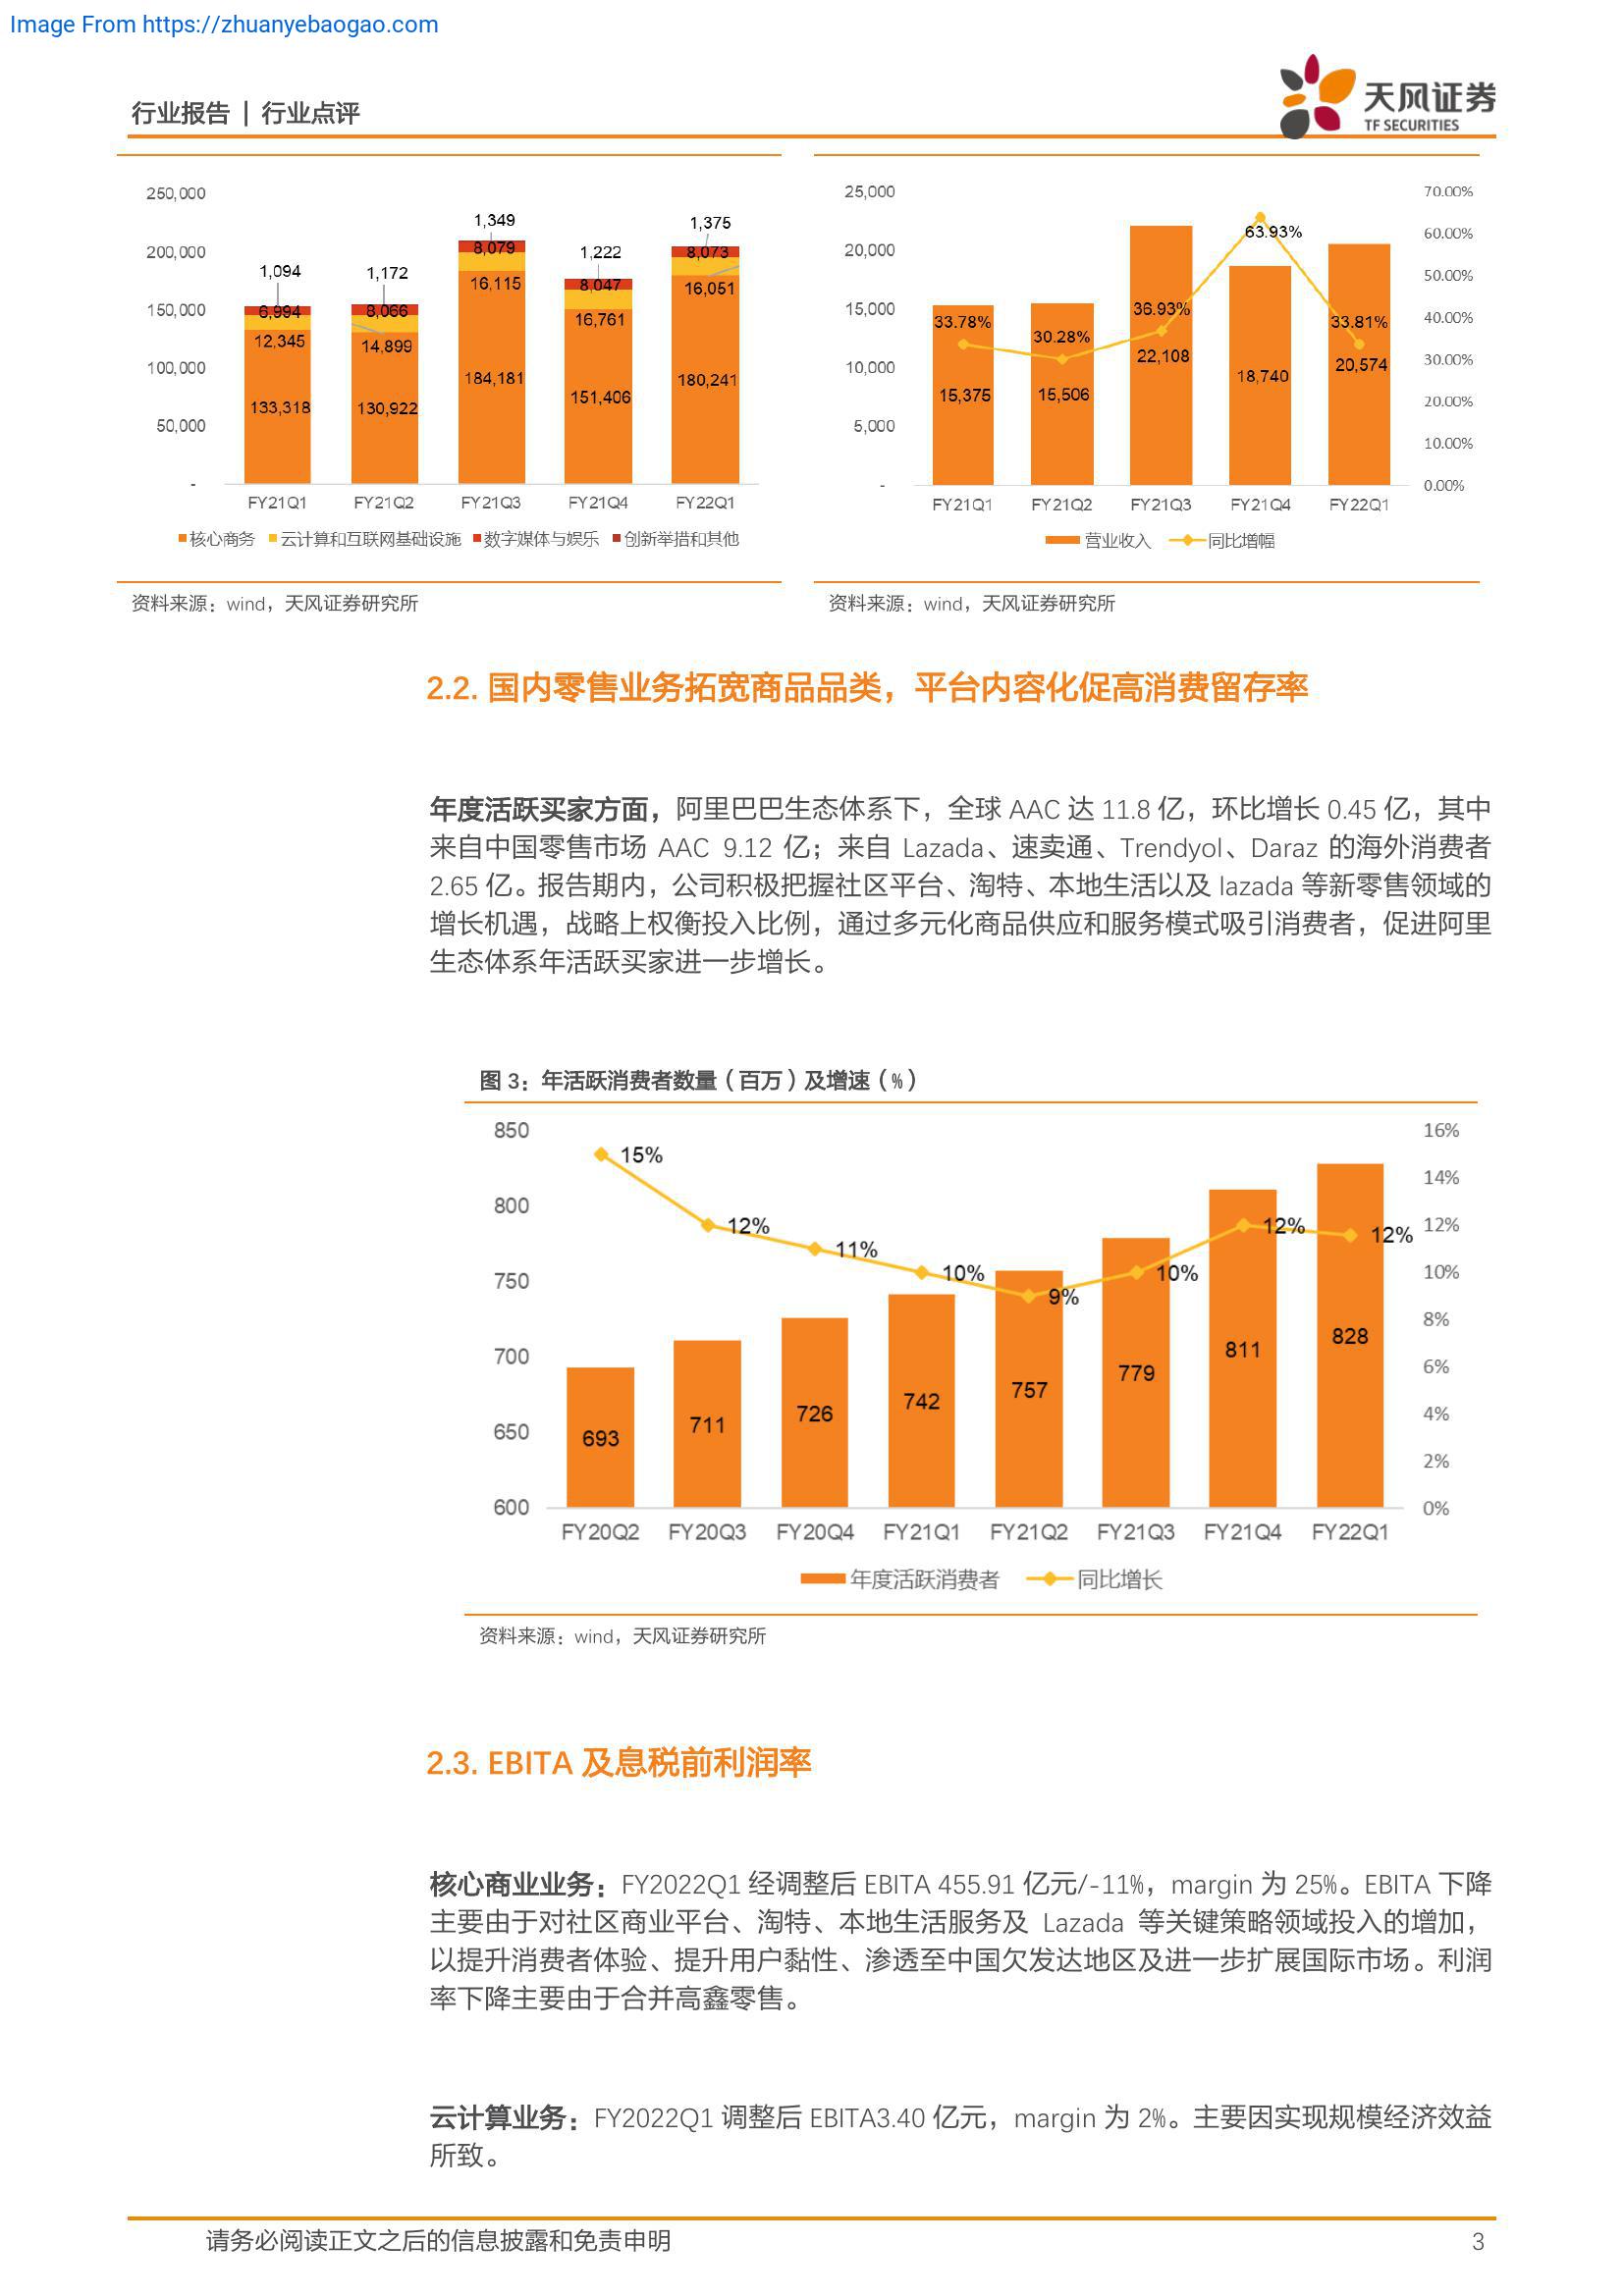 Image From https://zhuanyebaogao.com
行业报告 | 行业点评
天风证券
TF SECURITIES
250,000
200,000
150,000
100,000
50,000
-
1,094
6,994
12,345
133,318
1,172
8,066
14,899
130,922
1,349
8,079
16,115
184,181
1,222
8,047
16,761
151,406
1,375
8,073
16,051
180,241
FY21Q1 FY21Q2 FY21Q3 FY21Q4 FY22Q1
核心商务 云计算和互联网基础设施 数字媒体与娱乐 创新举措和其他
资料来源：wind，天风证券研究所
25,000
20,000
15,000
10,000
5,000
-
70.00%
60.00%
50.00%
40.00%
30.00%
20.00%
10.00%
0.00%
33.78%
30.28%
36.93%
63.93%
33.81%
15,375
15,506
22,108
18,740
20,574
FY21Q1 FY21Q2 FY21Q3 FY21Q4 FY22Q1
营业收入 同比增幅
资料来源：wind，天风证券研究所
2.2. 国内零售业务拓宽商品品类，平台内容化促高消费留存率
年度活跃买家方面，阿里巴巴生态体系下，全球 AAC 达 11.8 亿，环比增长 0.45 亿，其中
来自中国零售市场 AAC 9.12 亿；来自 Lazada、速卖通、Trendyol、Daraz 的海外消费者
2.65 亿。报告期内，公司积极把握社区平台、淘特、本地生活以及 lazada 等新零售领域的
增长机遇，战略上权衡投入比例，通过多元化商品供应和服务模式吸引消费者，促进阿里
生态体系年活跃买家进一步增长。
图 3：年活跃消费者数量（百万）及增速（%）
850
800
750
700
650
600
16%
14%
12%
10%
8%
6%
4%
2%
0%
15%
12%
11%
10%
9%
10%
12%
12%
693
711
726
742
757
779
811
828
FY20Q2 FY20Q3 FY20Q4 FY21Q1 FY21Q2 FY21Q3 FY21Q4 FY22Q1
年度活跃消费者 同比增长
资料来源：wind，天风证券研究所
2.3. EBITA 及息税前利润率
核心商业业务：FY2022Q1 经调整后 EBITA 455.91 亿元/-11%，margin 为 25%。EBITA 下降
主要由于对社区商业平台、淘特、本地生活服务及 Lazada 等关键策略领域投入的增加，
以提升消费者体验、提升用户黏性、渗透至中国欠发达地区及进一步扩展国际市场。利润
率下降主要由于合并高鑫零售。
云计算业务：FY2022Q1 调整后 EBITA3.40 亿元，margin 为 2%。主要因实现规模经济效益
所致。
请务必阅读正文之后的信息披露和免责申明
3